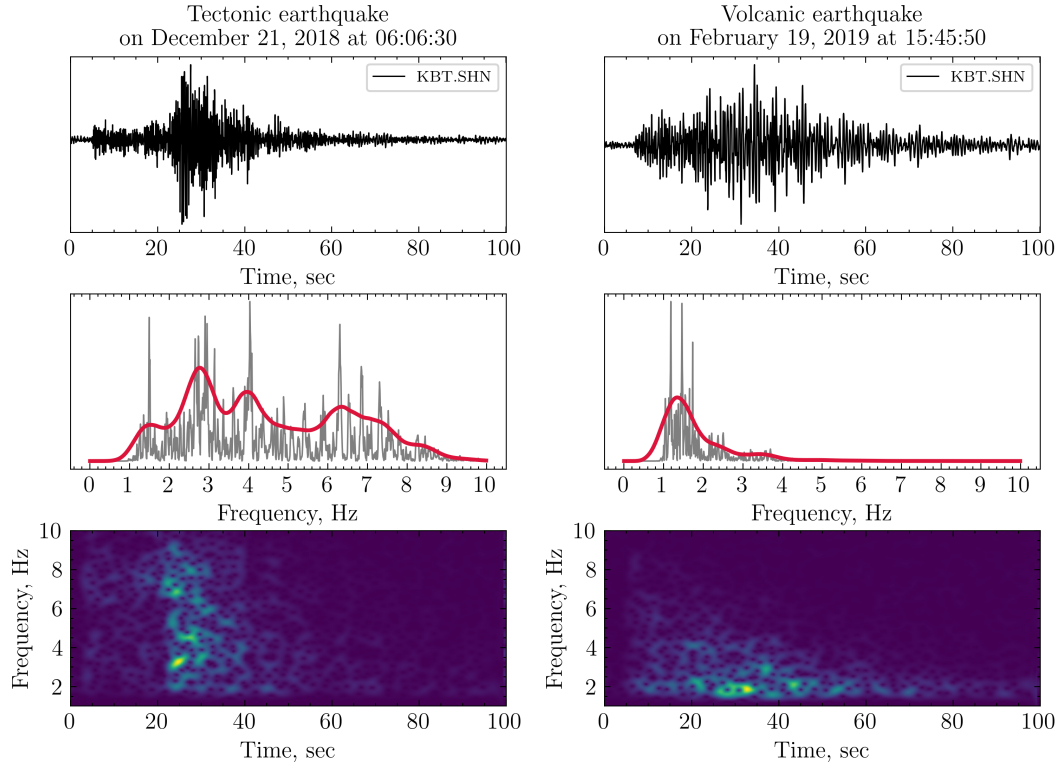 Tectonic earthquake
on December 21, 2018 at 06:06:30
KBT.SHN
0 20 40 60 80 100
Time, sec
0 1 2 3 4 5 6 7 8 9 10
Frequency, Hz
10
8
6
4
2
Frequency, Hz
0 20 40 60 80 100
Time, sec
Volcanic earthquake
on February 19, 2019 at 15:45:50
KBT.SHN
0 20 40 60 80 100
Time, sec
0 1 2 3 4 5 6 7 8 9 10
Frequency, Hz
10
8
6
4
2
Frequency, Hz
0 20 40 60 80 100
Time, sec